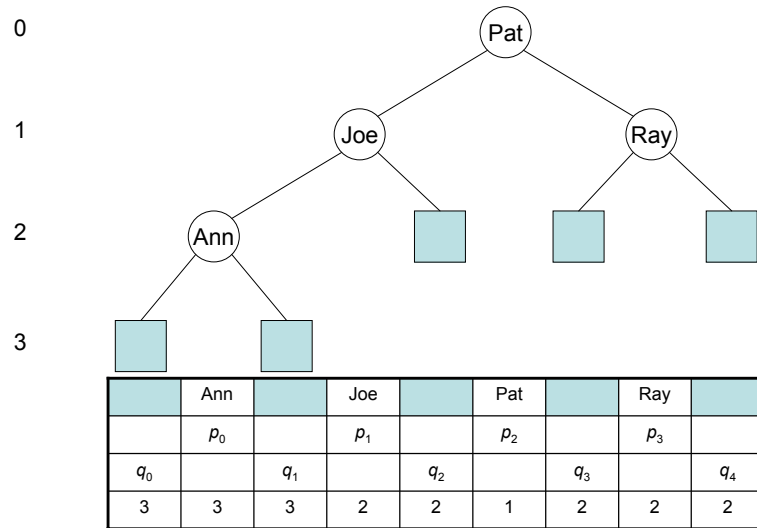 0
Pat
1
Joe
Ray
2
Ann
3
Ann Joe Pat Ray
p₀ p₁ p₂ p₃
q₀ q₁ q₂ q₃ q₄
3 3 3 2 2 1 2 2 2